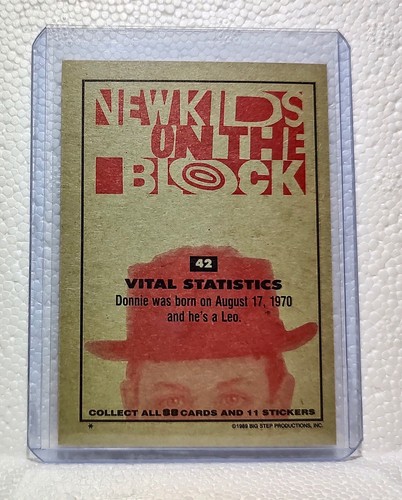 NEW KIDS
ON THE
BLOCK
42
VITAL STATISTICS
Donnie was born on August 17, 1970
and he's a Leo.
COLLECT ALL 88 CARDS AND 11 STICKERS
* ©1989 BIG STEP PRODUCTIONS, INC.